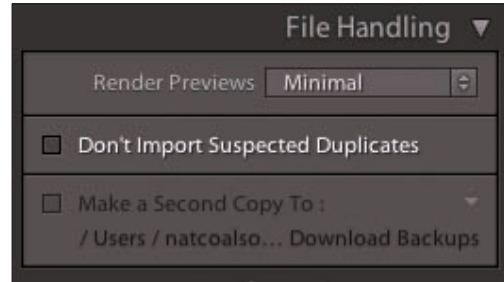 File Handling
Render Previews Minimal
Don't Import Suspected Duplicates
Make a Second Copy To :
/ Users / natcoalso… Download Backups